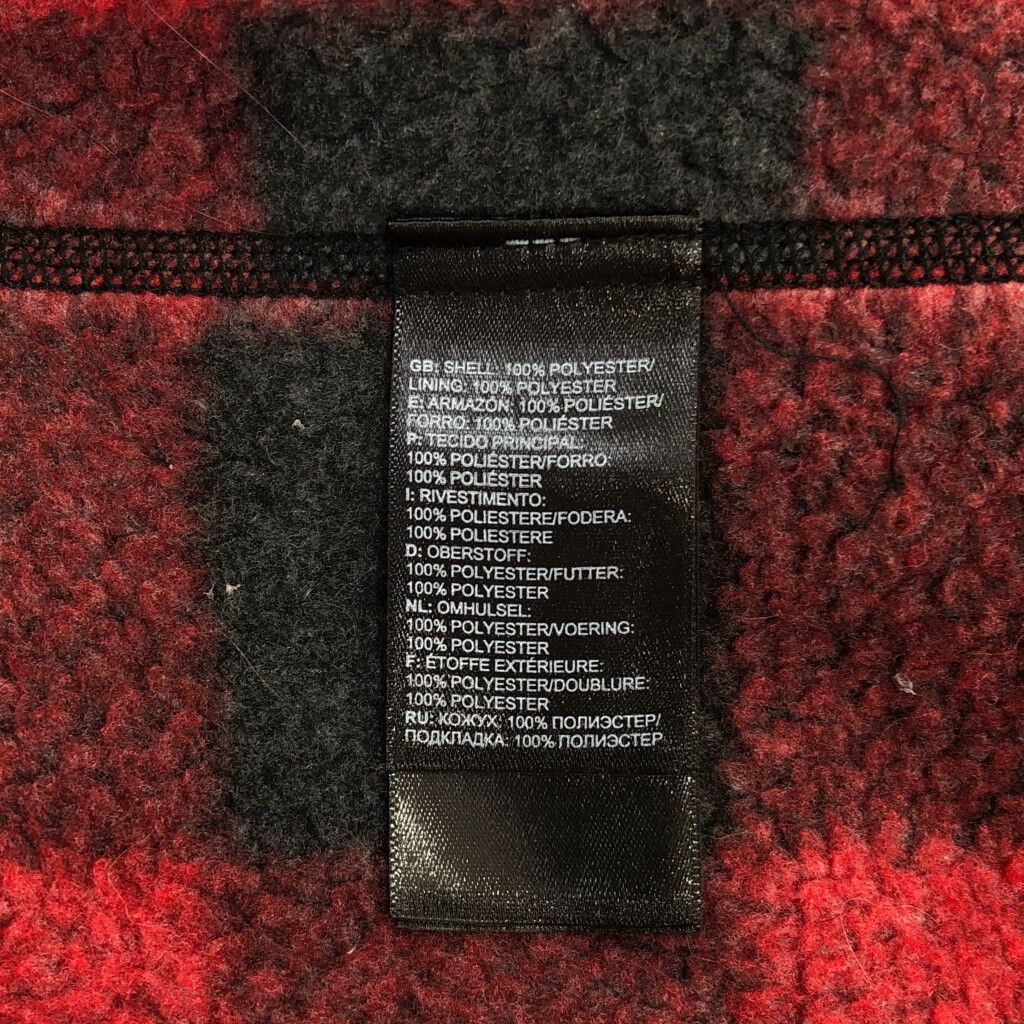 GB: SHELL: 100% POLYESTER/
LINING: 100% POLYESTER
E: ARMAZÓN: 100% POLIÉSTER/
FORRO: 100% POLIÉSTER
P: TECIDO PRINCIPAL:
100% POLIÉSTER/FORRO:
100% POLIÉSTER
I: RIVESTIMENTO:
100% POLIESTERE/FODERA:
100% POLIESTERE
D: OBERSTOFF:
100% POLYESTER/FUTTER:
100% POLYESTER
NL: OMHULSEL:
100% POLYESTER/VOERING:
100% POLYESTER
F: ÉTOFFE EXTÉRIEURE:
100% POLYESTER/DOUBLURE:
100% POLYESTER
RU: КОЖУХ: 100% ПОЛИЭСТЕР/
ПОДКЛАДКА: 100% ПОЛИЭСТЕР